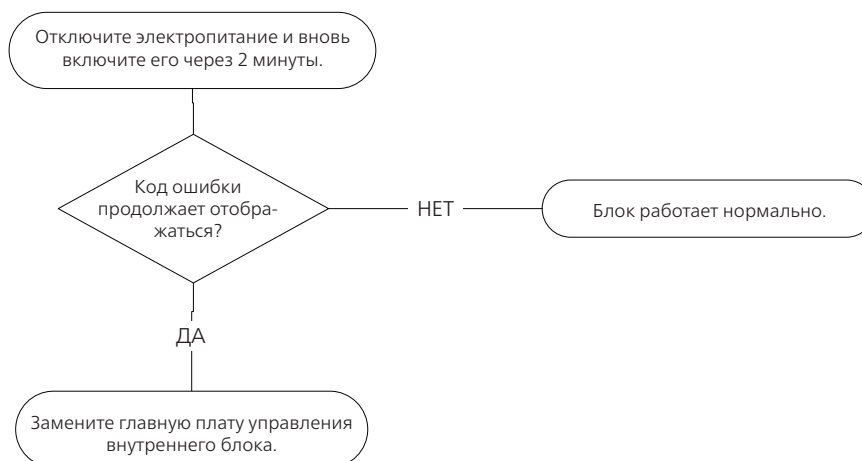 Отключите электропитание и вновь
включите его через 2 минуты.
Код ошибки
продолжает отобра-
жаться?
НЕТ
Блок работает нормально.
ДА
Замените главную плату управления
внутреннего блока.